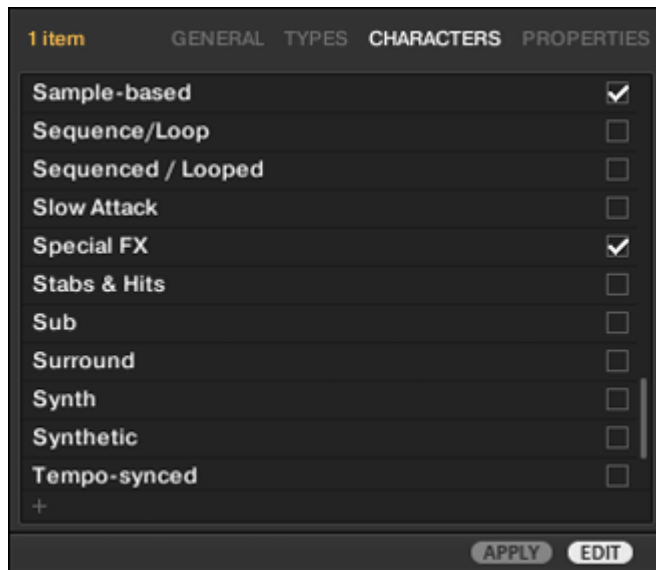 1 item GENERAL TYPES CHARACTERS PROPERTIES
Sample-based
Sequence/Loop
Sequenced / Looped
Slow Attack
Special FX
Stabs & Hits
Sub
Surround
Synth
Synthetic
Tempo-synced
+
APPLY EDIT